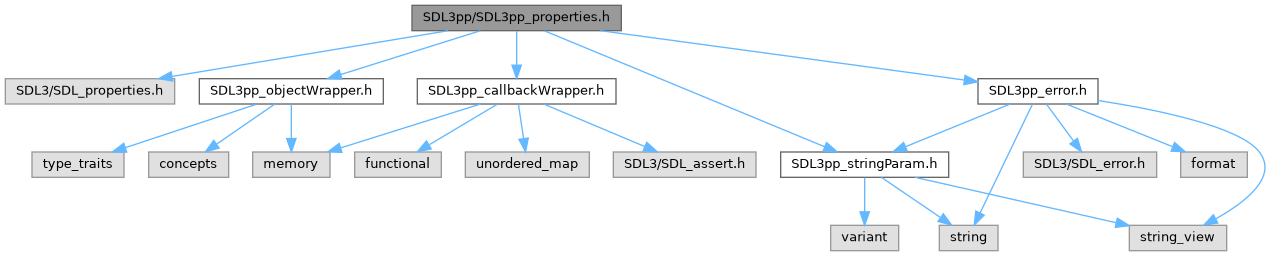 SDL3pp/SDL3pp_properties.h
SDL3/SDL_properties.h
SDL3pp_objectWrapper.h
SDL3pp_callbackWrapper.h
SDL3pp_error.h
type_traits
concepts
memory
functional
unordered_map
SDL3/SDL_assert.h
SDL3pp_stringParam.h
SDL3/SDL_error.h
format
variant
string
string_view